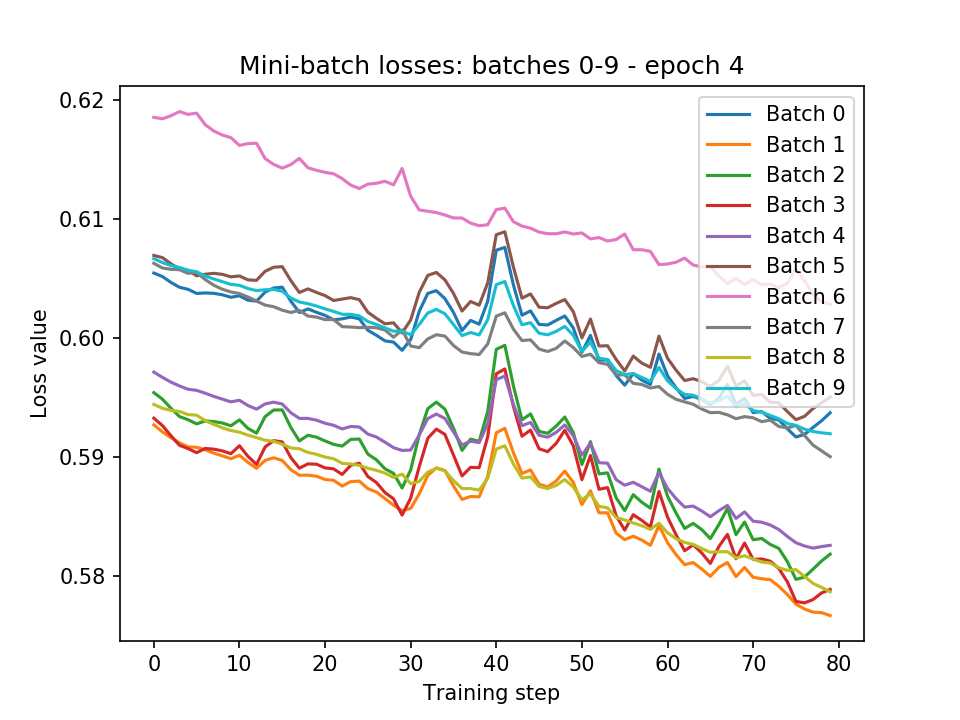 Mini-batch losses: batches 0-9 - epoch 4
Loss value
0.62
0.61
0.60
0.59
0.58
Batch 0
Batch 1
Batch 2
Batch 3
Batch 4
Batch 5
Batch 6
Batch 7
Batch 8
Batch 9
0 10 20 30 40 50 60 70 80
Training step